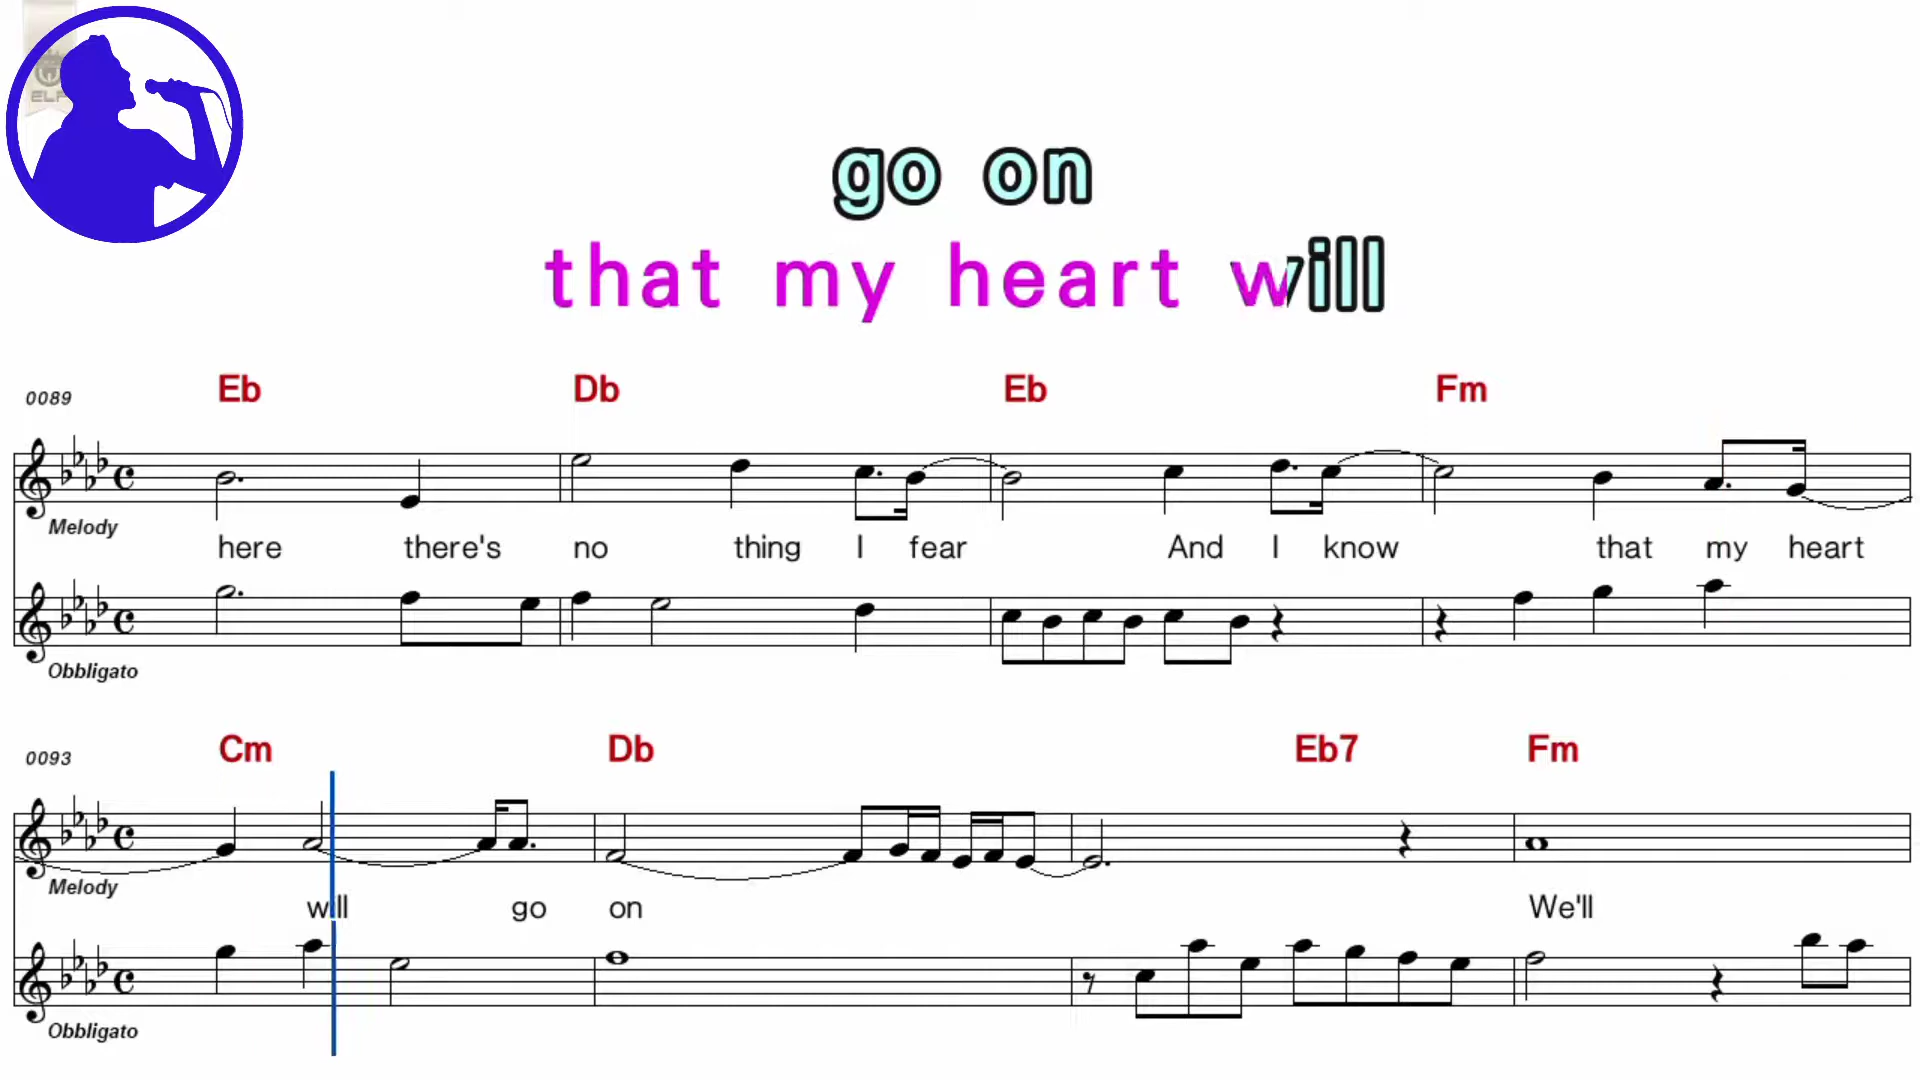 ELF
go on
that my heart will
Eb Db Eb Fm
0089
Melody
here there's no thing I fear And I know that my heart
Obbligato
Cm Db Eb7 Fm
0093
Melody
will go on We'll
Obbligato